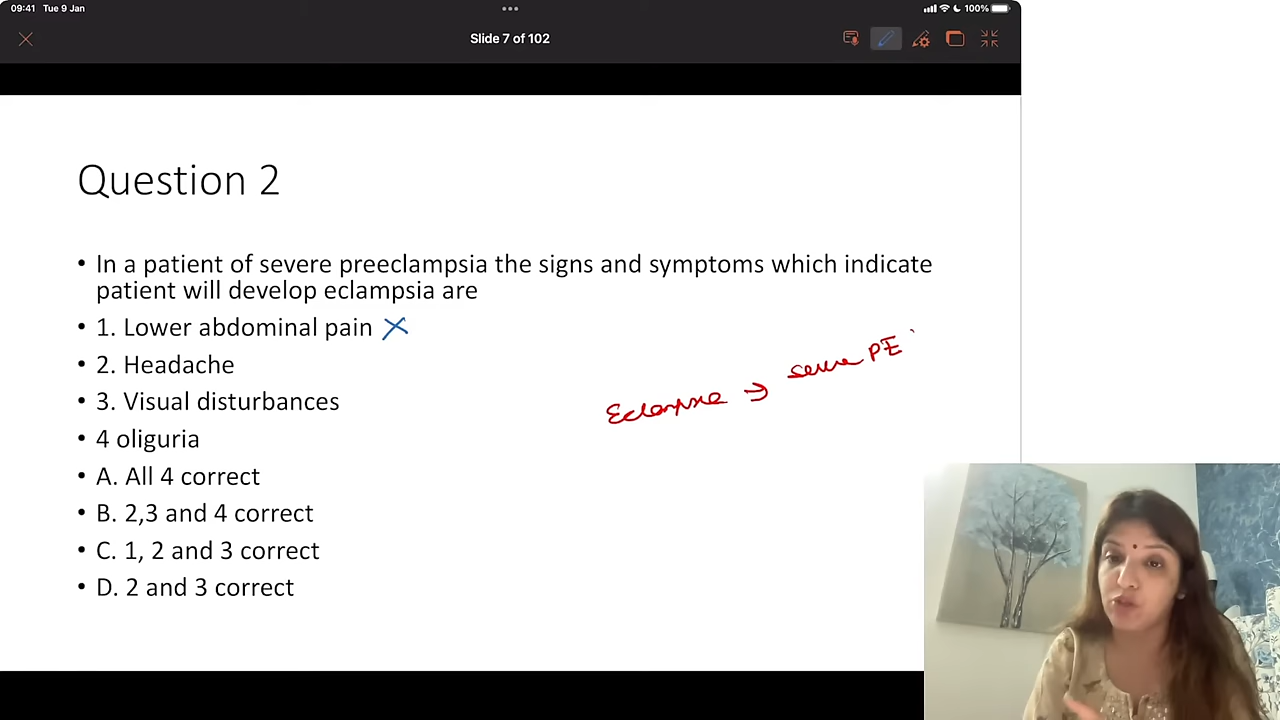 09:41 Tue 9 Jan
100%
Slide 7 of 102
Question 2
• In a patient of severe preeclampsia the signs and symptoms which indicate
patient will develop eclampsia are
• 1. Lower abdominal pain X
• 2. Headache
• 3. Visual disturbances
• 4 oliguria
• A. All 4 correct
• B. 2,3 and 4 correct
• C. 1, 2 and 3 correct
• D. 2 and 3 correct
Eclampsia → severe PE